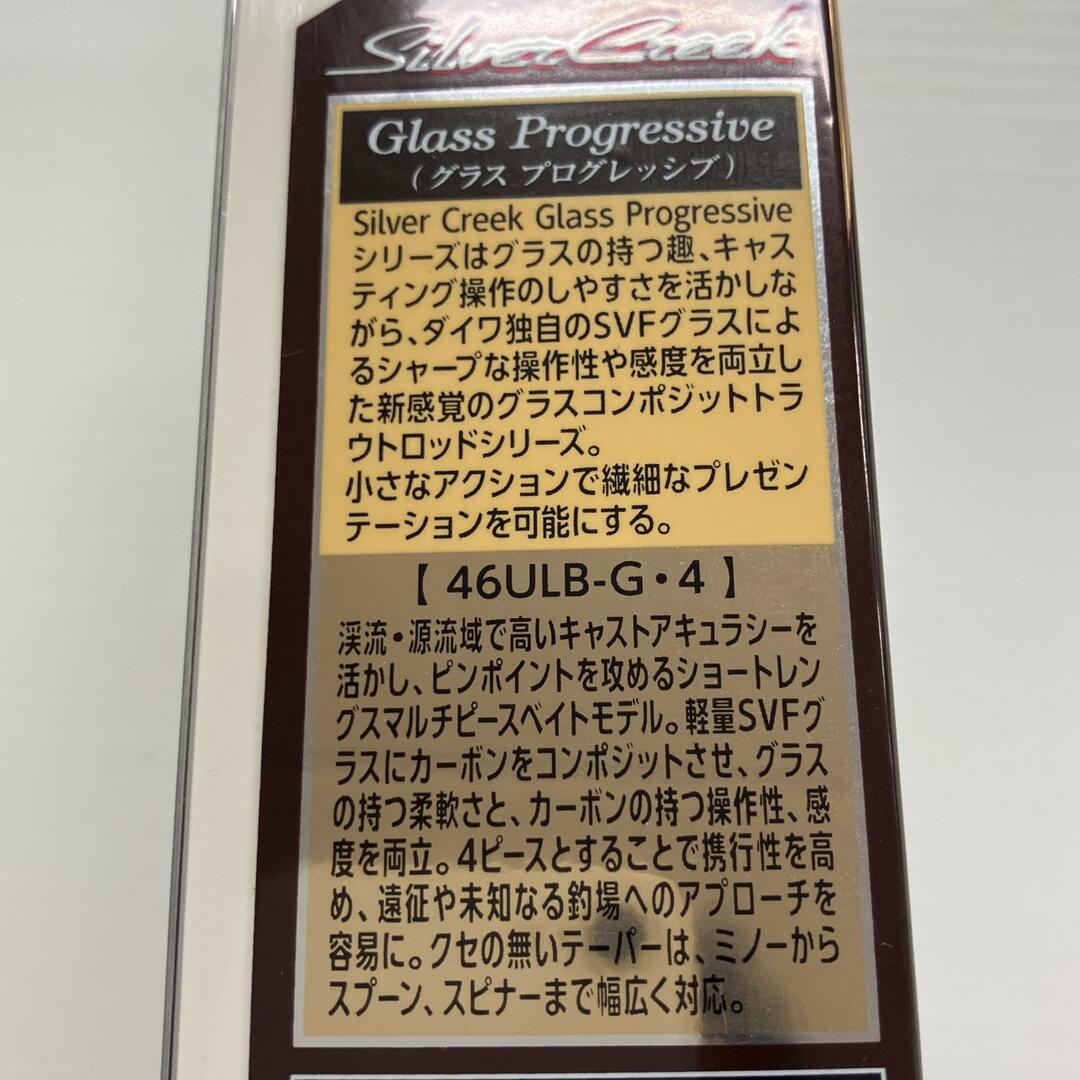 Silver Creek
Glass Progressive
(グラス プログレッシブ)
Silver Creek Glass Progressive
シリーズはグラスの持つ趣、キャス
ティング操作のしやすさを活かしな
がら、ダイワ独自のSVFグラスによ
るシャープな操作性や感度を両立し
た新感覚のグラスコンポジットトラ
ウトロッドシリーズ。
小さなアクションで繊細なプレゼン
テーションを可能にする。
【 46ULB-G・4 】
渓流・源流域で高いキャストアキュラシーを
活かし、ピンポイントを攻めるショートレン
グスマルチピースベイトモデル。軽量SVFグ
ラスにカーボンをコンポジットさせ、グラス
の持つ柔軟さと、カーボンの持つ操作性、感
度を両立。4ピースとすることで携行性を高
め、遠征や未知なる釣場へのアプローチを
容易に。クセの無いテーパーは、ミノーから
スプーン、スピナーまで幅広く対応。